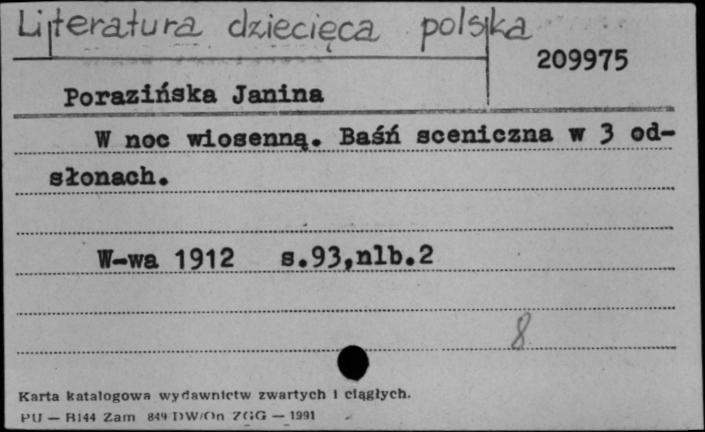 Literatura dziecięca polska
209975
Porazińska Janina
W noc wiosenną. Baśń sceniczna w 3 od-
słonach.
W-wa 1912 s.93,nlb.2
8
Karta katalogowa wydawnictw zwartych i ciągłych.
PU — B144 Zam 849 DW/On ZGG — 1991